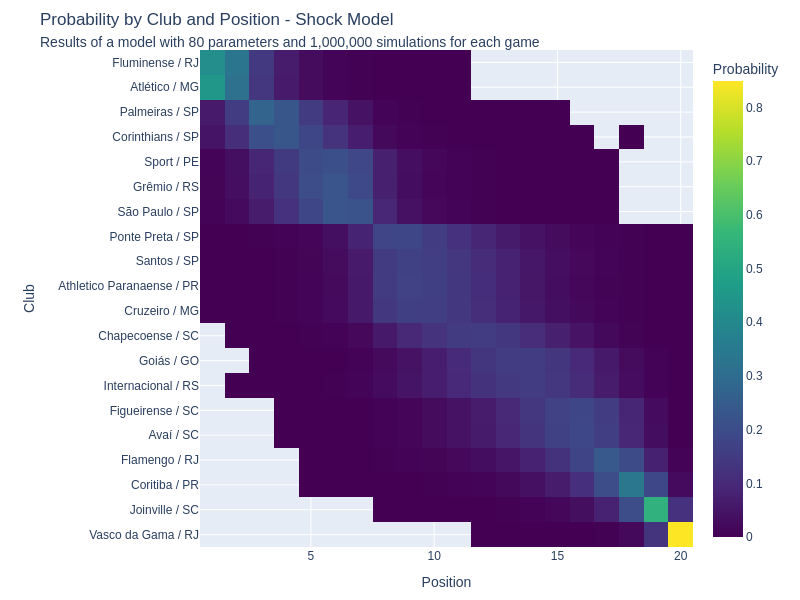 Probability by Club and Position - Shock Model
Results of a model with 80 parameters and 1,000,000 simulations for each game
Probability
Fluminense / RJ
Atlético / MG
Palmeiras / SP
Corinthians / SP
Sport / PE
Grêmio / RS
São Paulo / SP
Ponte Preta / SP
Santos / SP
Athletico Paranaense / PR
Cruzeiro / MG
Chapecoense / SC
Goiás / GO
Internacional / RS
Figueirense / SC
Avaí / SC
Flamengo / RJ
Coritiba / PR
Joinville / SC
Vasco da Gama / RJ
Club
5
10
15
20
Position
0.8
0.7
0.6
0.5
0.4
0.3
0.2
0.1
0